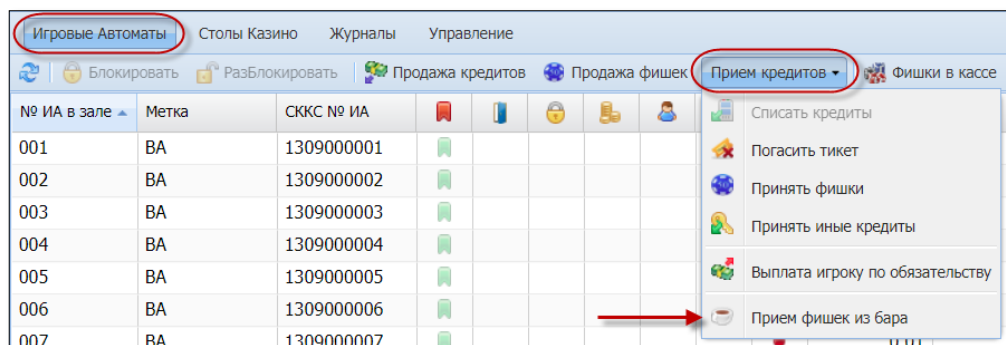 Игровые Автоматы Столы Казино Журналы Управление
Блокировать РазБлокировать Продажа кредитов Продажа фишек Прием кредитов Фишки в кассе
№ ИА в зале Метка СККС № ИА
Списать кредиты
001 ВА 1309000001
Погасить тикет
002 ВА 1309000002
Принять фишки
003 ВА 1309000003
Принять иные кредиты
004 ВА 1309000004
005 ВА 1309000005
Выплата игроку по обязательству
006 ВА 1309000006
Прием фишек из бара
007 ВА 1309000007